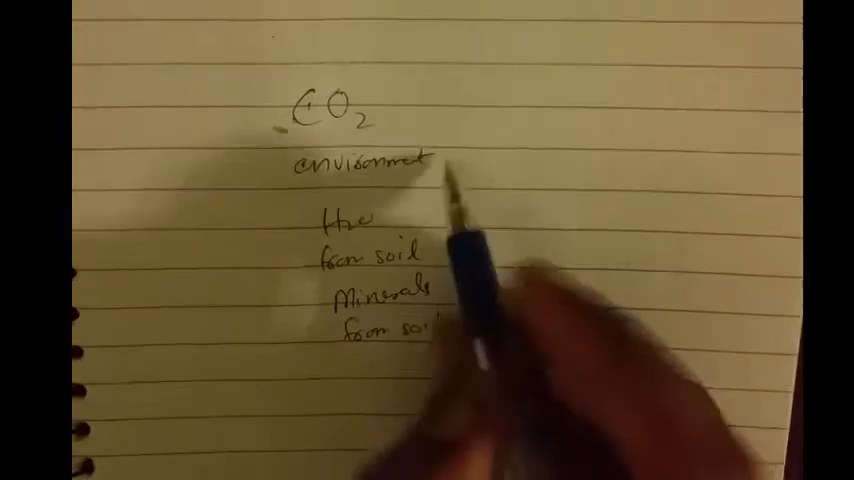 CO2
environment
H2O
from soil
Minerals
from soil